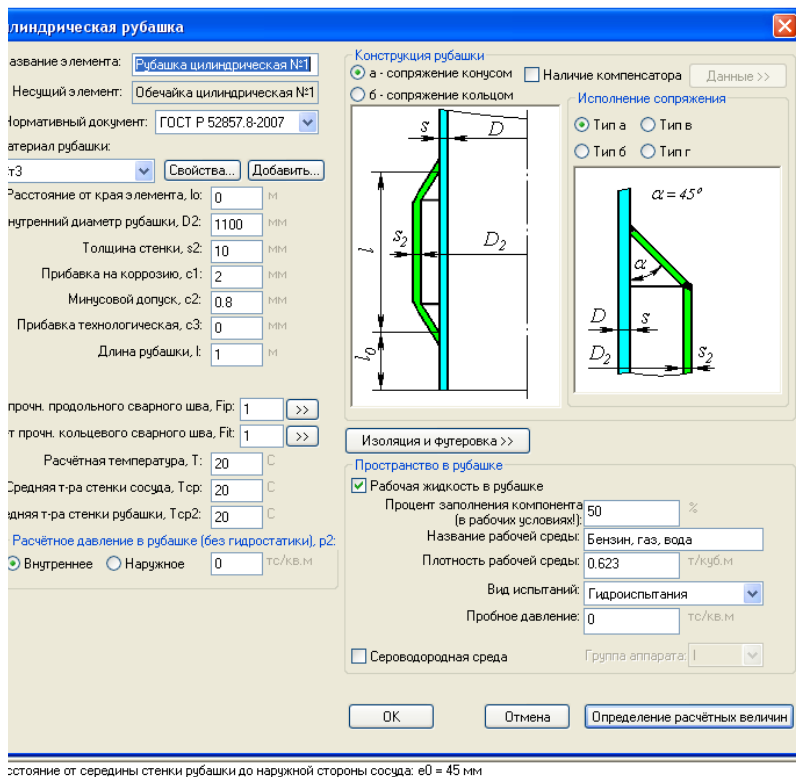 илиндрическая рубашка
азвание элемента: Рубашка цилиндрическая №1
Несущий элемент: Обечайка цилиндрическая №1
Нормативный документ: ГОСТ Р 52857.8-2007
атериал рубашки:
т3 Свойства... Добавить...
Расстояние от края элемента, lo: 0 м
нутренний диаметр рубашки, D2: 1100 мм
Толщина стенки, s2: 10 мм
Прибавка на коррозию, с1: 2 мм
Минусовой допуск, с2: 0.8 мм
Прибавка технологическая, с3: 0 мм
Длина рубашки, l: 1 м
прочн. продольного сварного шва, Fip: 1 >>
т прочн. кольцевого сварного шва, Fit: 1 >>
Расчётная температура, T: 20 C
Средняя т-ра стенки сосуда, Тср: 20 C
едняя т-ра стенки рубашки, Тср2: 20 C
Расчётное давление в рубашке (без гидростатики), p2:
Внутреннее Наружное 0 тс/кв.м
Конструкция рубашки
а - сопряжение конусом Наличие компенсатора Данные >>
б - сопряжение кольцом
s D
l s2 D2
l0
Исполнение сопряжения
Тип а Тип в
Тип б Тип г
α = 45°
α
D s
D2 s2
Изоляция и футеровка >>
Пространство в рубашке
Рабочая жидкость в рубашке
Процент заполнения компонента
(в рабочих условиях!): 50 %
Название рабочей среды: Бензин, газ, вода
Плотность рабочей среды: 0.623 т/куб.м
Вид испытаний: Гидроиспытания
Пробное давление: 0 тс/кв.м
Сероводородная среда Группа аппарата: I
OK Отмена Определение расчётных величин
сстояние от середины стенки рубашки до наружной стороны сосуда: e0 = 45 мм